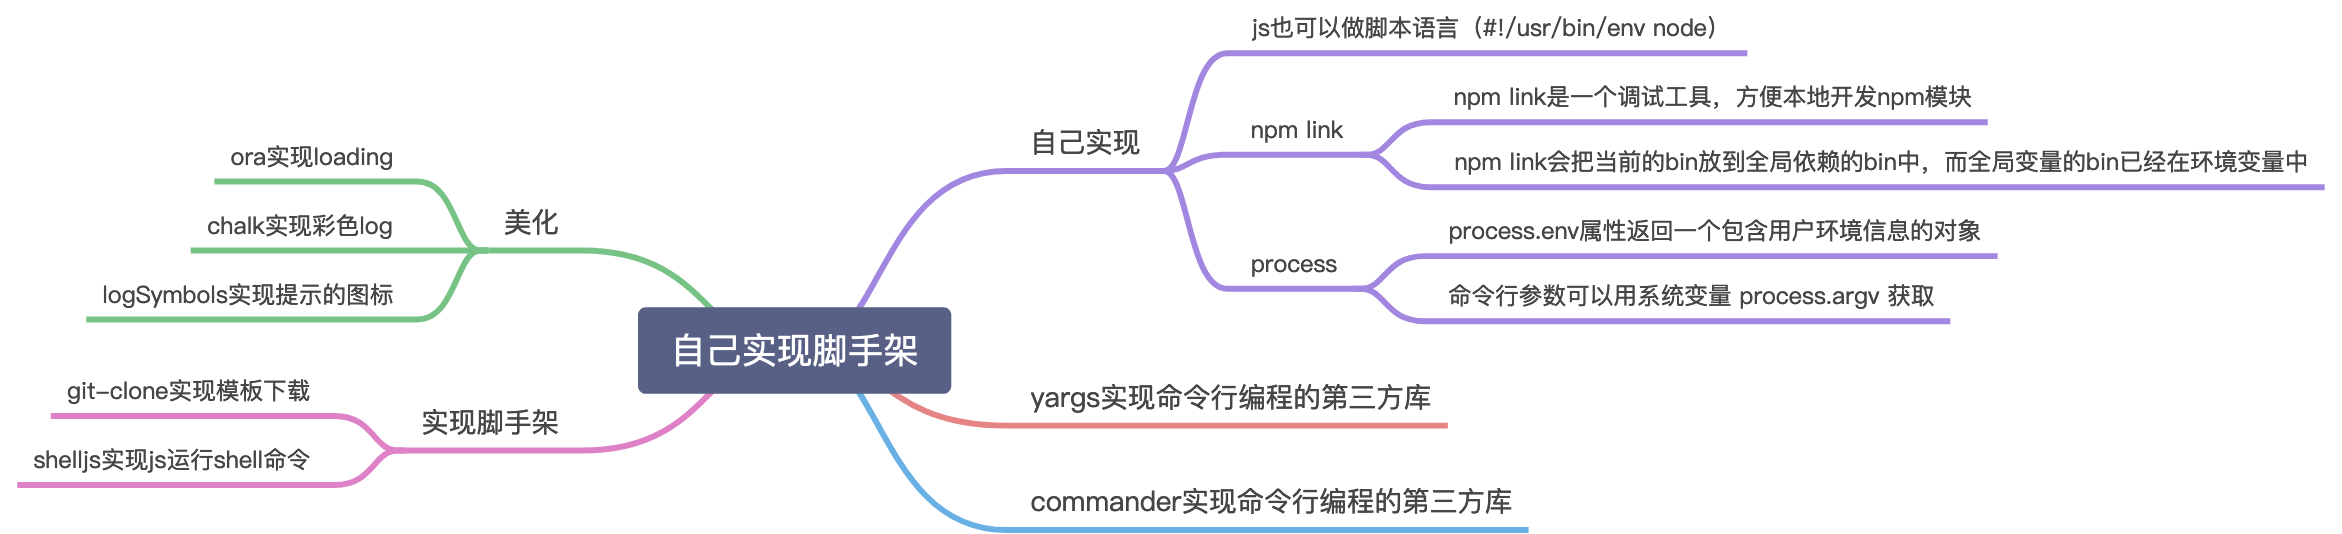 自己实现脚手架
自己实现
js也可以做脚本语言（#!/usr/bin/env node）
npm link
npm link是一个调试工具，方便本地开发npm模块
npm link会把当前的bin放到全局依赖的bin中，而全局变量的bin已经在环境变量中
process
process.env属性返回一个包含用户环境信息的对象
命令行参数可以用系统变量 process.argv 获取
yargs实现命令行编程的第三方库
commander实现命令行编程的第三方库
美化
ora实现loading
chalk实现彩色log
logSymbols实现提示的图标
实现脚手架
git-clone实现模板下载
shelljs实现js运行shell命令